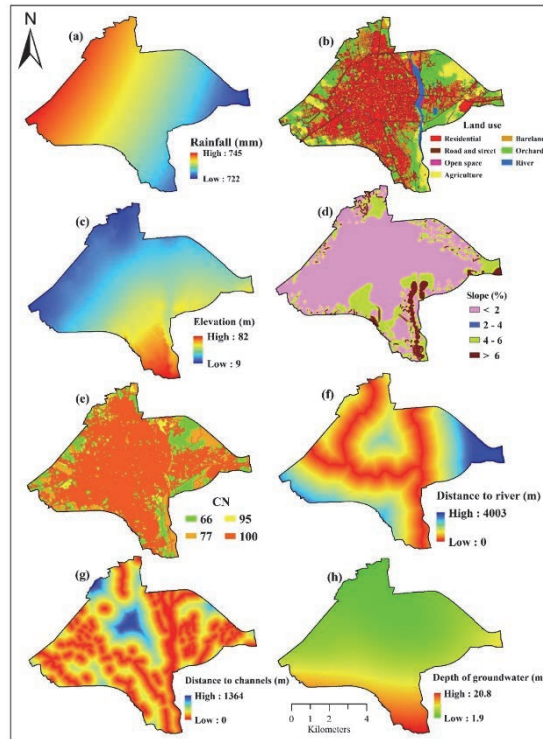 N
(a)
Rainfall (mm)
High : 745
Low : 722
(b)
Land use
Residential
Bareland
Road and street
Orchard
Open space
River
Agriculture
(c)
Elevation (m)
High : 82
Low : 9
(d)
Slope (%)
< 2
2 - 4
4 - 6
> 6
(e)
CN
66
95
77
100
(f)
Distance to river (m)
High : 4003
Low : 0
(g)
Distance to channels (m)
High : 1364
Low : 0
(h)
Depth of groundwater (m
High : 20.8
Low : 1.9
0 2 4
Kilometers